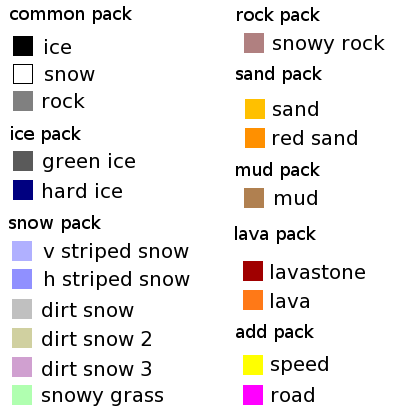 common pack
ice
snow
rock
ice pack
green ice
hard ice
snow pack
v striped snow
h striped snow
dirt snow
dirt snow 2
dirt snow 3
snowy grass
rock pack
snowy rock
sand pack
sand
red sand
mud pack
mud
lava pack
lavastone
lava
add pack
speed
road